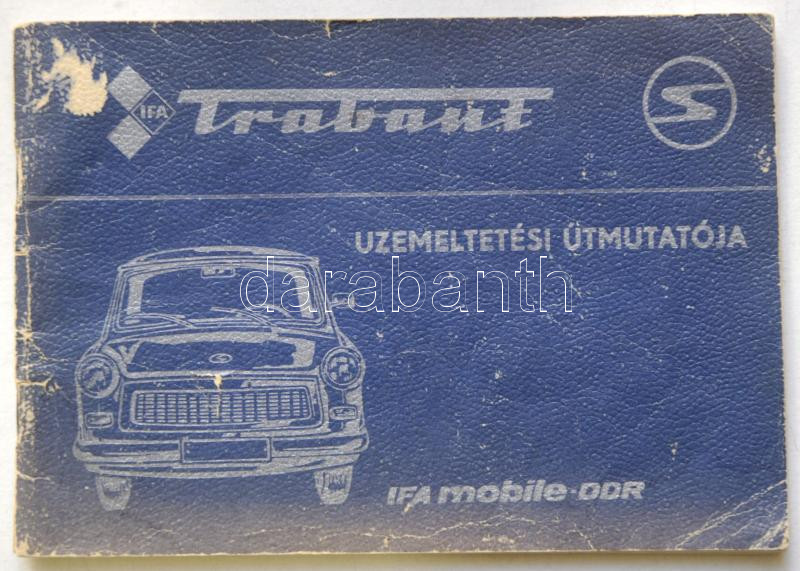 IFA Trabant S
UZEMELTETÉSI ÚTMUTATÓJA
darabanth
IFA mobile-DDR